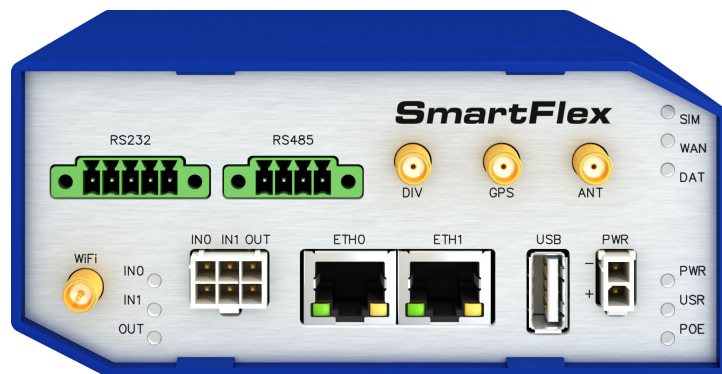 SmartFlex
SIM
RS232
RS485
WAN
DAT
DIV
GPS
ANT
IN0 IN1 OUT
ETH0
ETH1
USB
PWR
WiFi
IN0
−
PWR
IN1
+
USR
OUT
POE